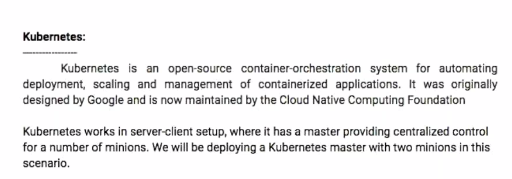 Kubernetes:
-----------------
Kubernetes is an open-source container-orchestration system for automating
deployment, scaling and management of containerized applications. It was originally
designed by Google and is now maintained by the Cloud Native Computing Foundation
Kubernetes works in server-client setup, where it has a master providing centralized control
for a number of minions. We will be deploying a Kubernetes master with two minions in this
scenario.